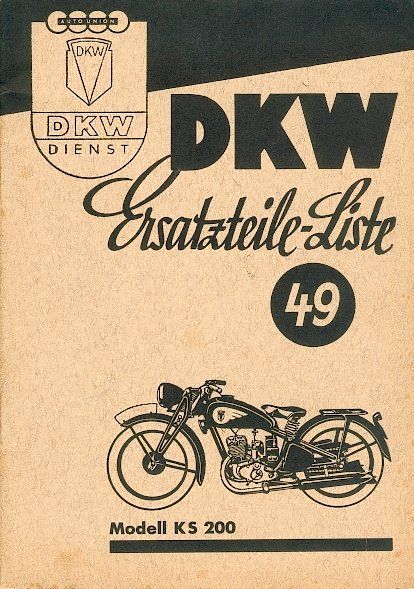 AUTO UNION
DKW
DKW
DIENST
DKW
Ersatzteile-Liste
49
Modell KS 200